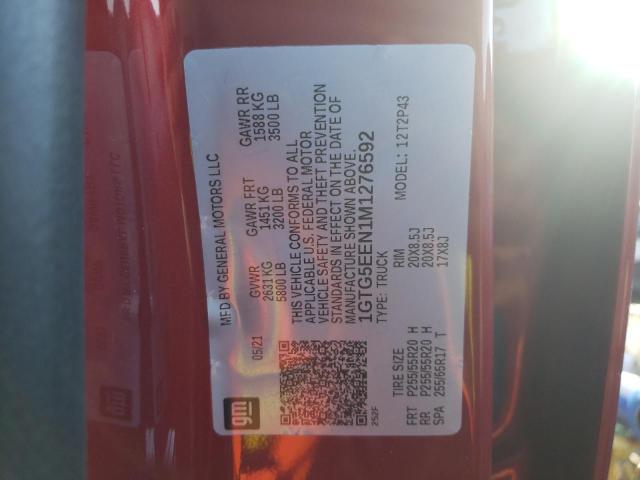 MFD BY GENERAL MOTORS LLC
05/21 GVWR GAWR FRT GAWR RR
2631 KG 1451 KG 1588 KG
5800 LB 3200 LB 3500 LB
THIS VEHICLE CONFORMS TO ALL
APPLICABLE U.S. FEDERAL MOTOR
VEHICLE SAFETY AND THEFT PREVENTION
STANDARDS IN EFFECT ON THE DATE OF
MANUFACTURE SHOWN ABOVE.
1GTG5EEN1M1276592
TYPE: TRUCK MODEL: 12T2P43
gm
252F
TIRE SIZE RIM
FRT P255/55R20 H 20X8.5J
RR P255/55R20 H 20X8.5J
SPA 255/65R17 T 17X8J